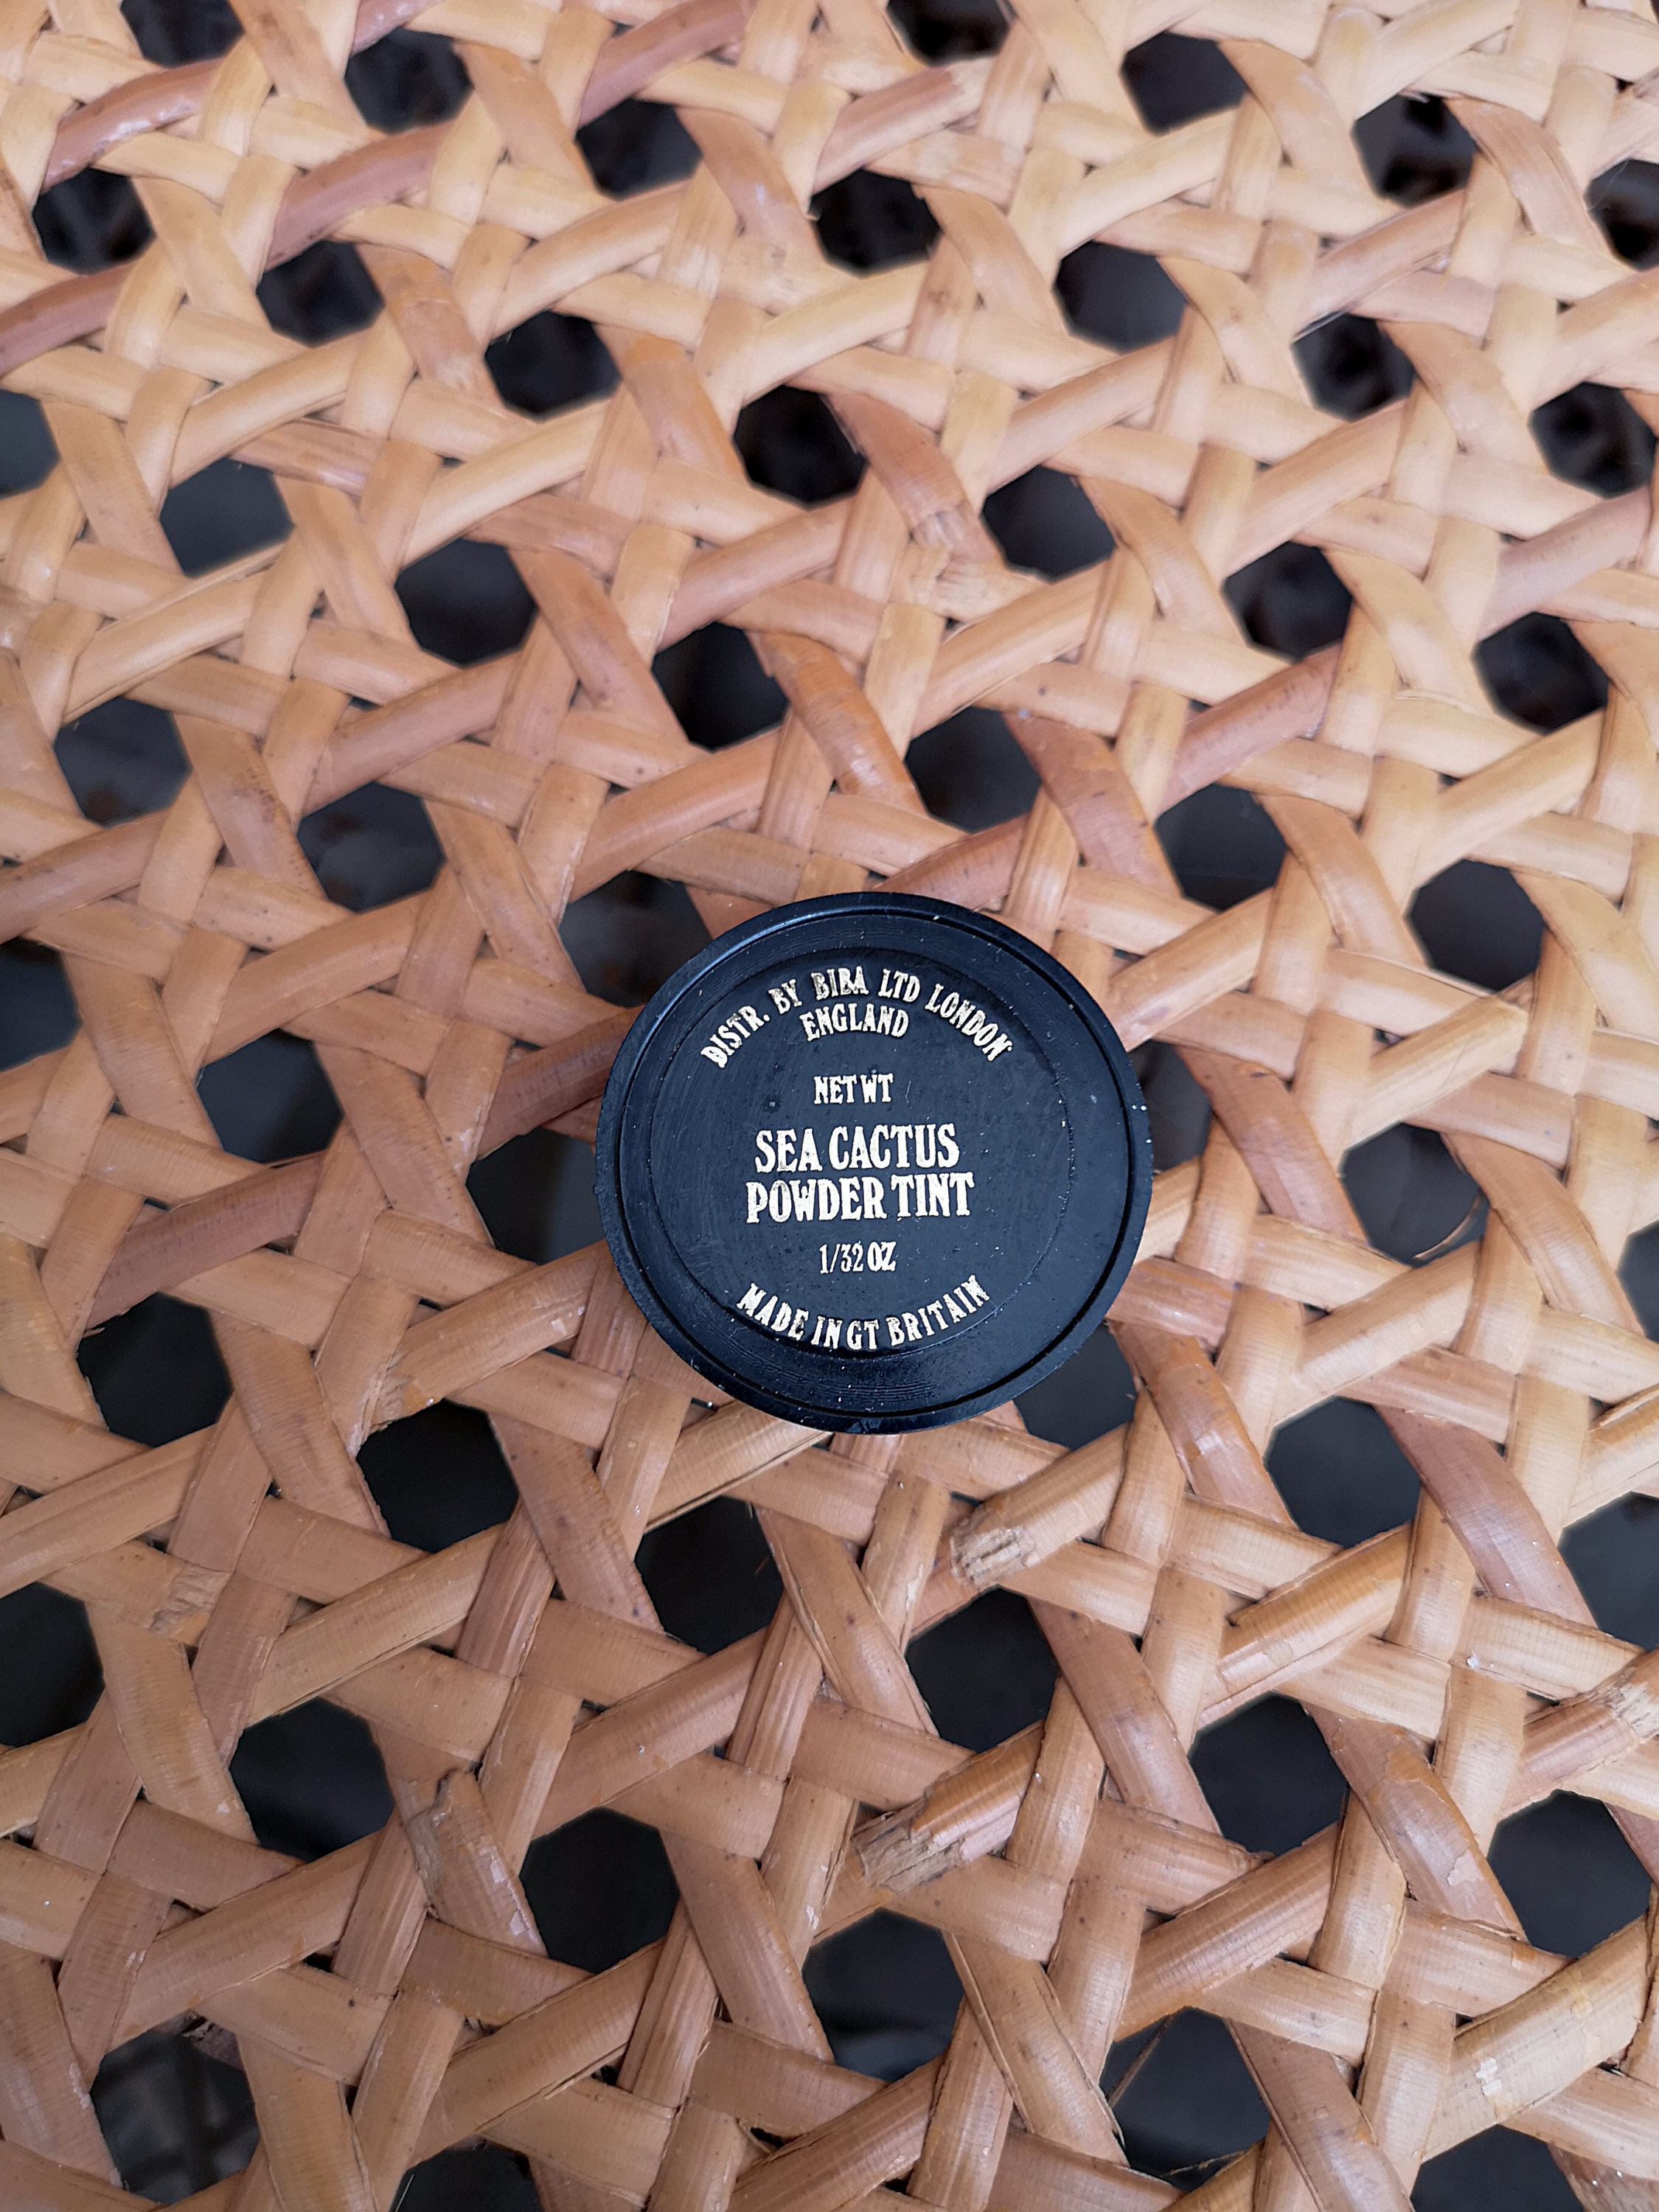 DISTR. BY BIBA LTD LONDON
ENGLAND
NET WT
SEA CACTUS
POWDER TINT
1/32 OZ
MADE IN GT BRITAIN